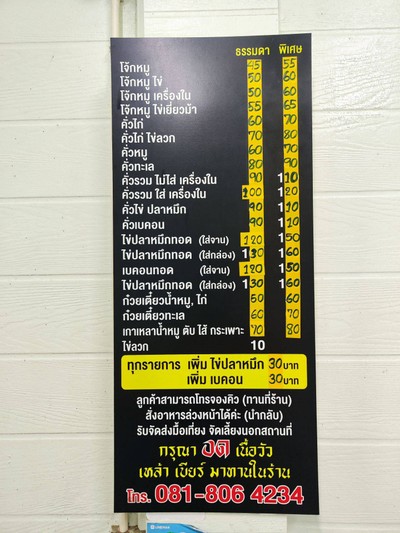 ธรรมดา พิเศษ
โจ๊กหมู 45 55
โจ๊กหมู ไข่ 50 60
โจ๊กหมู เครื่องใน 50 60
โจ๊กหมู ไข่เยี่ยวม้า 55 65
คั่วไก่ 60 70
คั่วไก่ ไข่ลวก 70 80
คั่วหมู 60 70
คั่วทะเล 80 90
คั่วรวม ไม่ใส่ เครื่องใน 90 110
คั่วรวม ใส่ เครื่องใน 100 120
คั่วไข่ ปลาหมึก 90 110
คั่วเบคอน 90 110
ไข่ปลาหมึกทอด (ใส่จาน) 120 150
ไข่ปลาหมึกทอด (ใส่กล่อง) 130 160
เบคอนทอด (ใส่จาน) 120 150
ไข่ปลาหมึกทอด (ใส่กล่อง) 130 160
ก๋วยเตี๋ยวน้ำหมู, ไก่ 50 60
ก๋วยเตี๋ยวทะเล 60 70
เกาเหลาน้ำหมู ตับ ไส้ กระเพาะ 70 80
ไข่ลวก 10
ทุกรายการ เพิ่ม ไข่ปลาหมึก 30 บาท
เพิ่ม เบคอน 30 บาท
ลูกค้าสามารถโทรจองคิว (ทานที่ร้าน)
สั่งอาหารล่วงหน้าได้ค่ะ (นำกลับ)
รับจัดส่งมื้อเที่ยง จัดเลี้ยงนอกสถานที่
กรุณา งด เนื้อวัว
เหล้า เบียร์ มาทานในร้าน
โทร. 081-806 4234